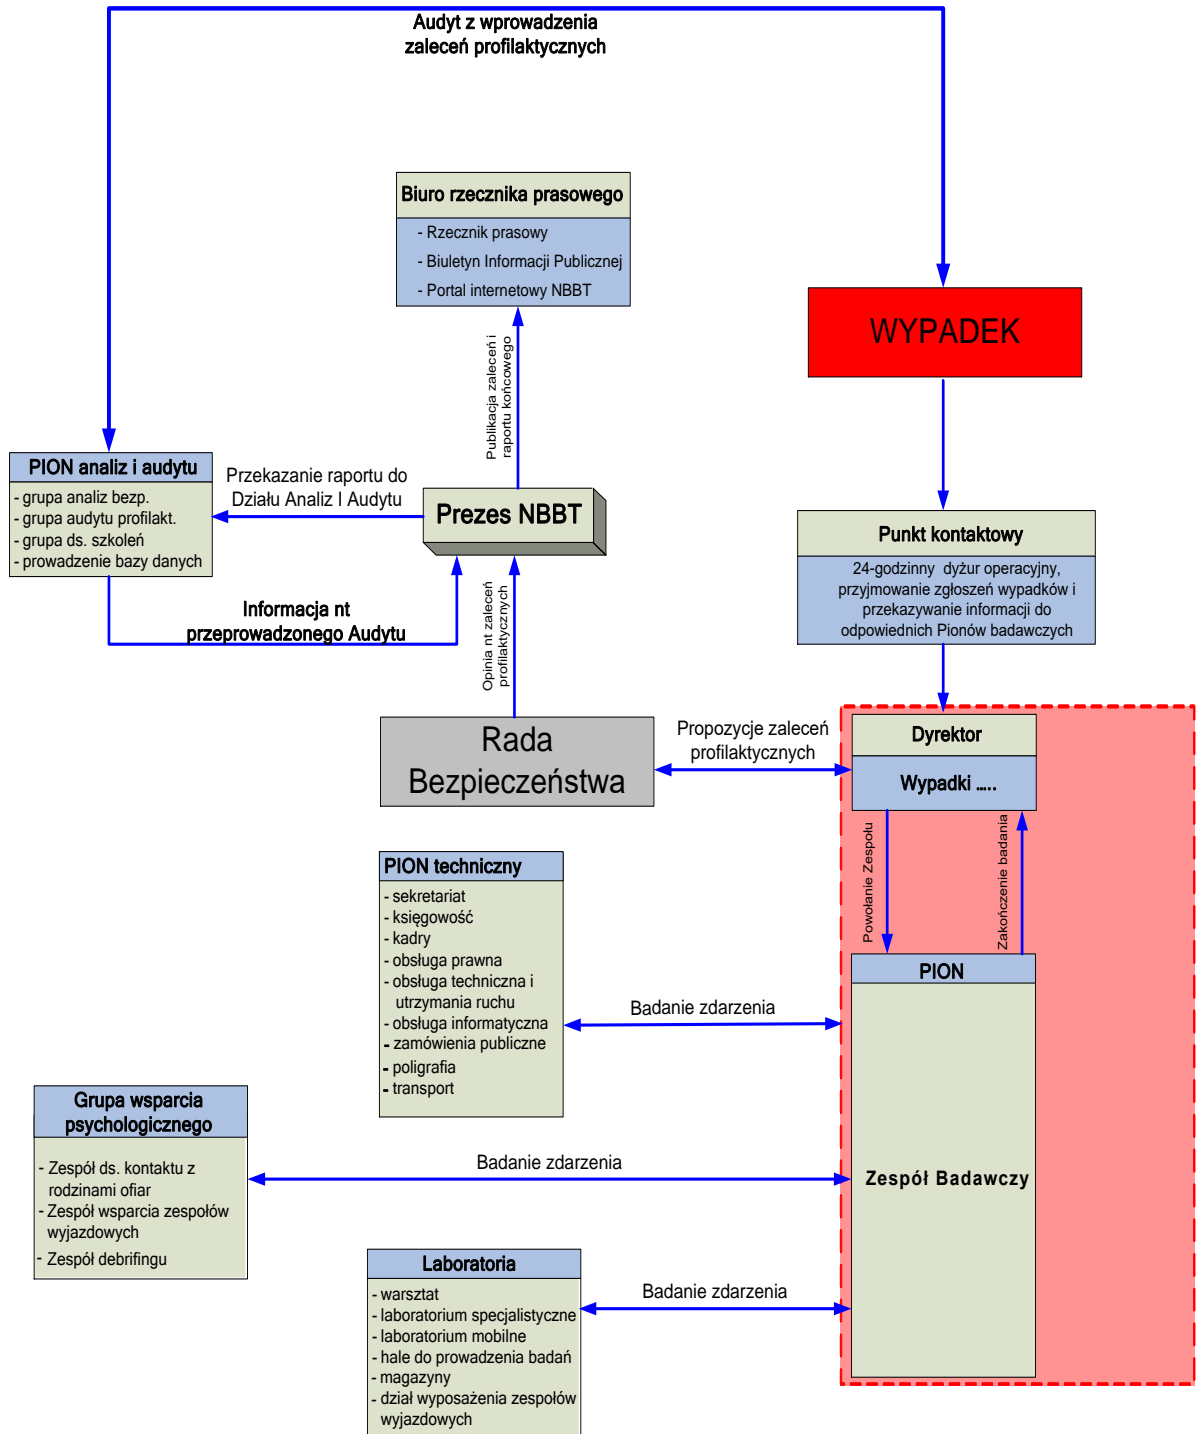 Audyt z wprowadzenia
zaleceń profilaktycznych
Biuro rzecznika prasowego
- Rzecznik prasowy
- Biuletyn Informacji Publicznej
- Portal internetowy NBBT
WYPADEK
Publikacja zaleceń i
raportu końcowego
PION analiz i audytu
- grupa analiz bezp.
- grupa audytu profilakt.
- grupa ds. szkoleń
- prowadzenie bazy danych
Przekazanie raportu do
Działu Analiz I Audytu
Prezes NBBT
Punkt kontaktowy
24-godzinny dyżur operacyjny,
przyjmowanie zgłoszeń wypadków i
przekazywanie informacji do
odpowiednich Pionów badawczych
Informacja nt
przeprowadzonego Audytu
Opinia nt zaleceń
profilaktycznych
Rada
Bezpieczeństwa
Propozycje zaleceń
profilaktycznych
Dyrektor
Wypadki .....
Powołanie Zespołu
Zakończenie badania
PION techniczny
- sekretariat
- księgowość
- kadry
- obsługa prawna
- obsługa techniczna i
utrzymania ruchu
- obsługa informatyczna
- zamówienia publiczne
- poligrafia
- transport
Badanie zdarzenia
PION
Zespół Badawczy
Grupa wsparcia
psychologicznego
- Zespół ds. kontaktu z
rodzinami ofiar
- Zespół wsparcia zespołów
wyjazdowych
- Zespół debrifingu
Badanie zdarzenia
Laboratoria
- warsztat
- laboratorium specjalistyczne
- laboratorium mobilne
- hale do prowadzenia badań
- magazyny
- dział wyposażenia zespołów
wyjazdowych
Badanie zdarzenia